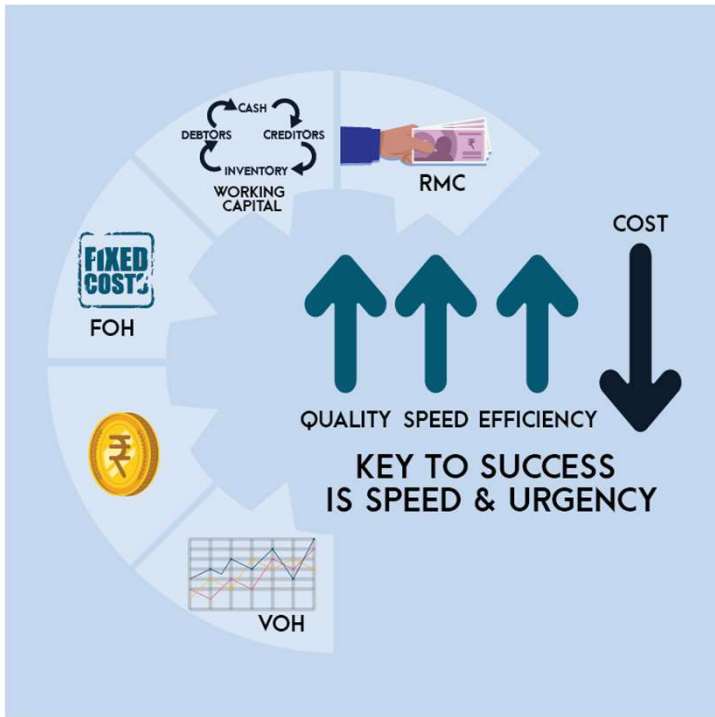 CASH
DEBTORS CREDITORS
INVENTORY
WORKING
CAPITAL
₹
RMC
FIXED
COSTS
FOH
₹
VOH
COST
QUALITY SPEED EFFICIENCY
KEY TO SUCCESS
IS SPEED & URGENCY